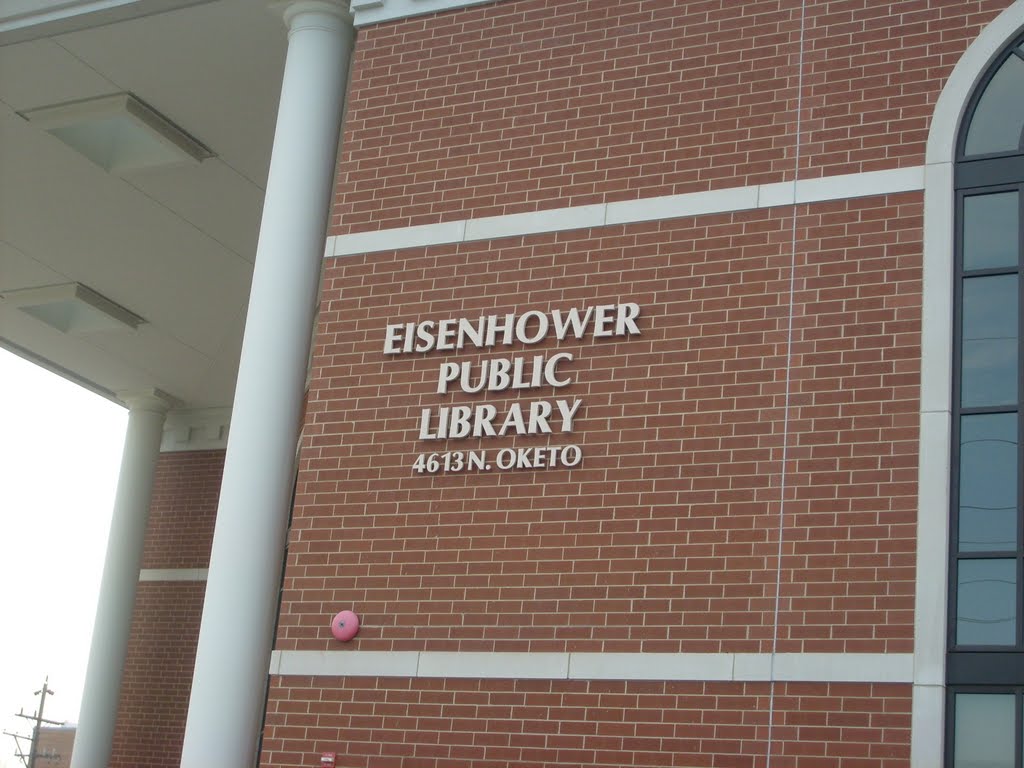 EISENHOWER
PUBLIC
LIBRARY
4613 N. OKETO